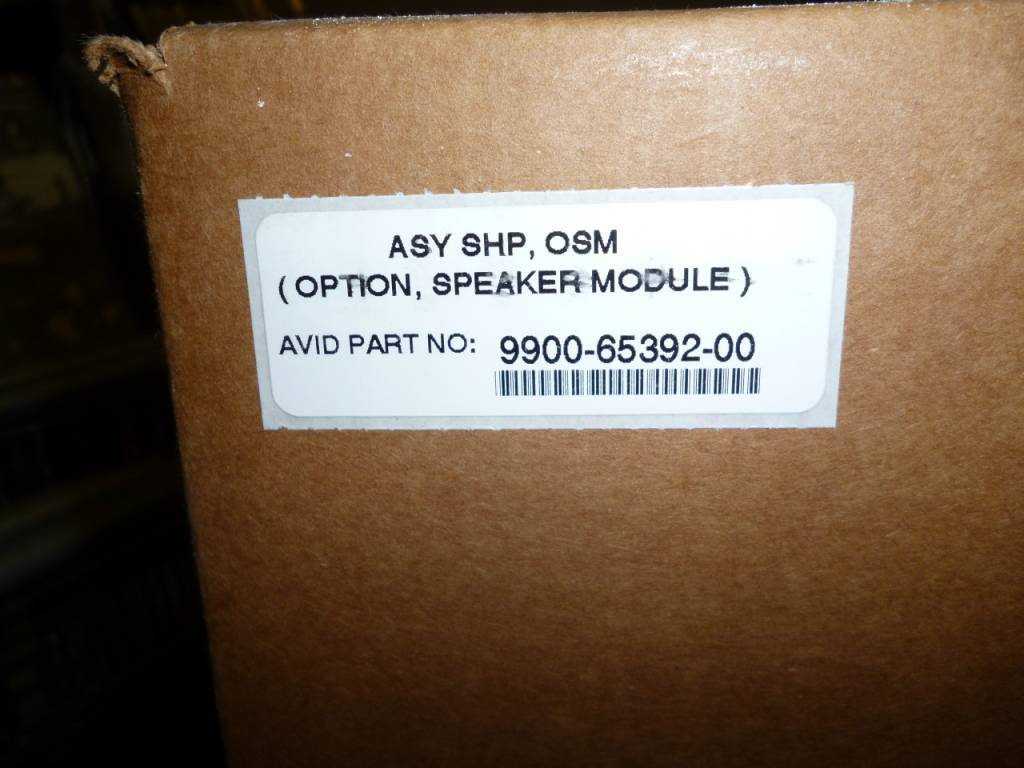 ASY SHP, OSM
( OPTION, SPEAKER MODULE )
AVID PART NO: 9900-65392-00